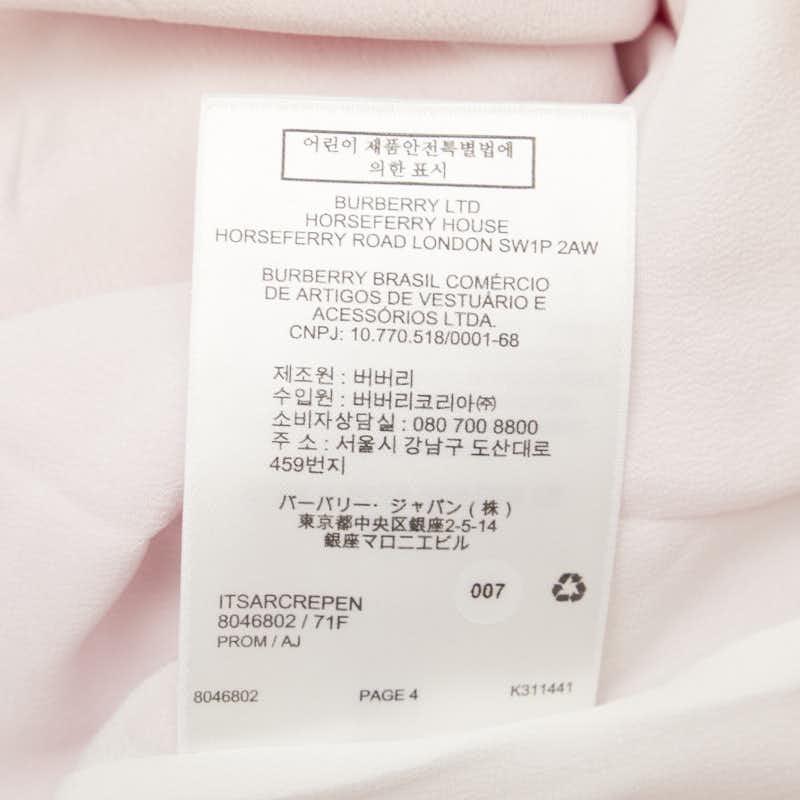 어린이 제품안전특별법에
의한 표시
BURBERRY LTD
HORSEFERRY HOUSE
HORSEFERRY ROAD LONDON SW1P 2AW
BURBERRY BRASIL COMÉRCIO
DE ARTIGOS DE VESTUÁRIO E
ACESSÓRIOS LTDA.
CNPJ: 10.770.518/0001-68
제조원 : 버버리
수입원 : 버버리코리아㈜
소비자상담실 : 080 700 8800
주 소 : 서울시 강남구 도산대로
459번지
バーバリー・ジャパン（株）
東京都中央区銀座2-5-14
銀座マロニエビル
007
ITSARCREPEN
8046802 / 71F
PROM / AJ
8046802 PAGE 4 K311441